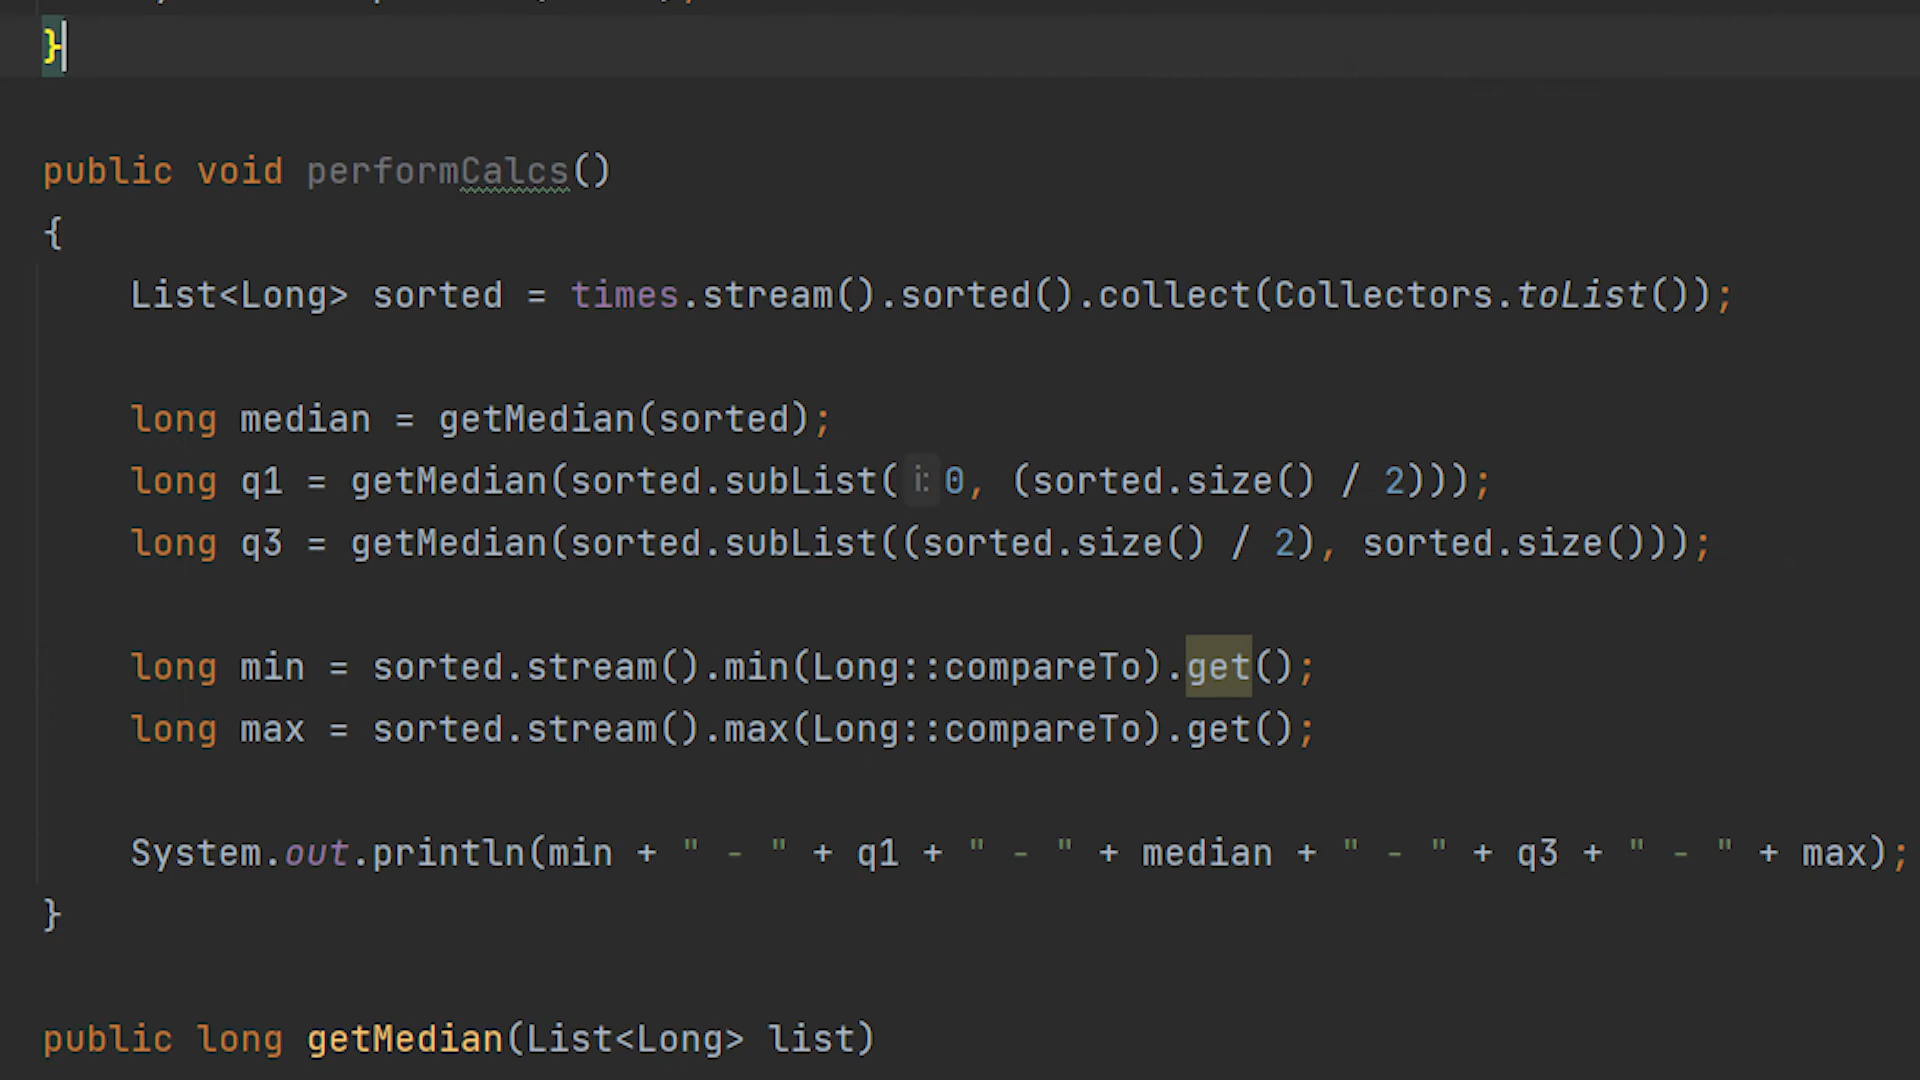 }
public void performCalcs()
{
List<Long> sorted = times.stream().sorted().collect(Collectors.toList());
long median = getMedian(sorted);
long q1 = getMedian(sorted.subList( i: 0, (sorted.size() / 2)));
long q3 = getMedian(sorted.subList((sorted.size() / 2), sorted.size()));
long min = sorted.stream().min(Long::compareTo).get();
long max = sorted.stream().max(Long::compareTo).get();
System.out.println(min + " - " + q1 + " - " + median + " - " + q3 + " - " + max);
}
public long getMedian(List<Long> list)